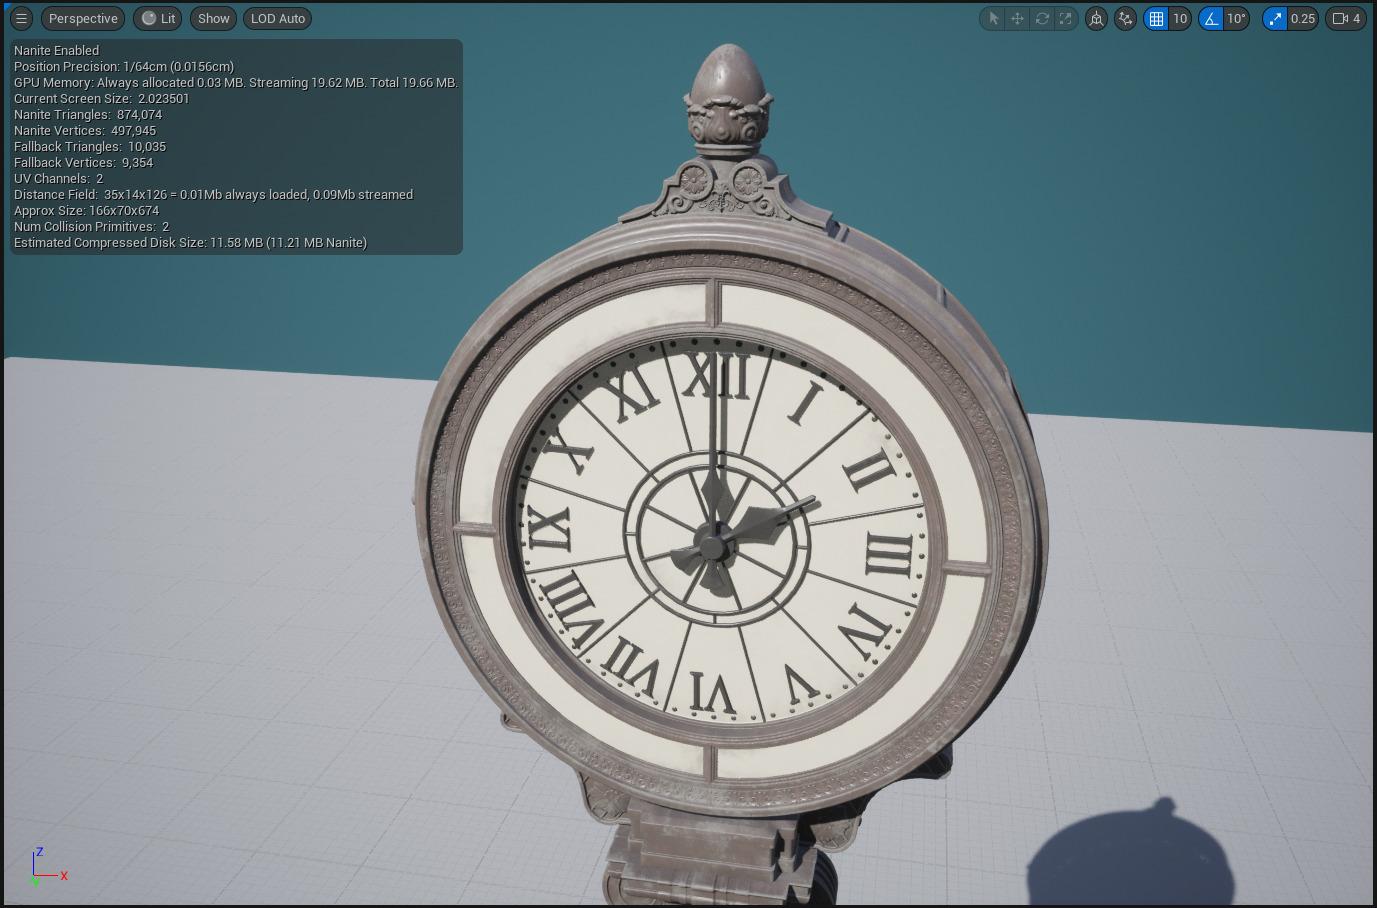 Perspective
Lit
Show
LOD Auto
10
10°
0.25
4
Nanite Enabled
Position Precision: 1/64cm (0.0156cm)
GPU Memory: Always allocated 0.03 MB. Streaming 19.62 MB. Total 19.66 MB.
Current Screen Size: 2.023501
Nanite Triangles: 874,074
Nanite Vertices: 497,945
Fallback Triangles: 10,035
Fallback Vertices: 9,354
UV Channels: 2
Distance Field: 35x14x126 = 0.01Mb always loaded, 0.09Mb streamed
Approx Size: 166x70x674
Num Collision Primitives: 2
Estimated Compressed Disk Size: 11.58 MB (11.21 MB Nanite)
XII
I
II
III
IV
V
VI
VII
VIII
IX
X
XI
Z
X
Y